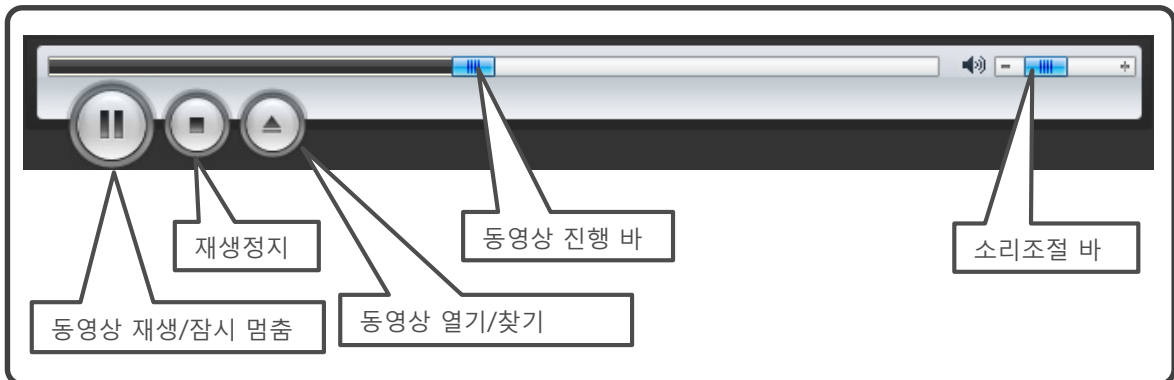 재생정지
동영상 진행 바
소리조절 바
동영상 재생/잠시 멈춤
동영상 열기/찾기